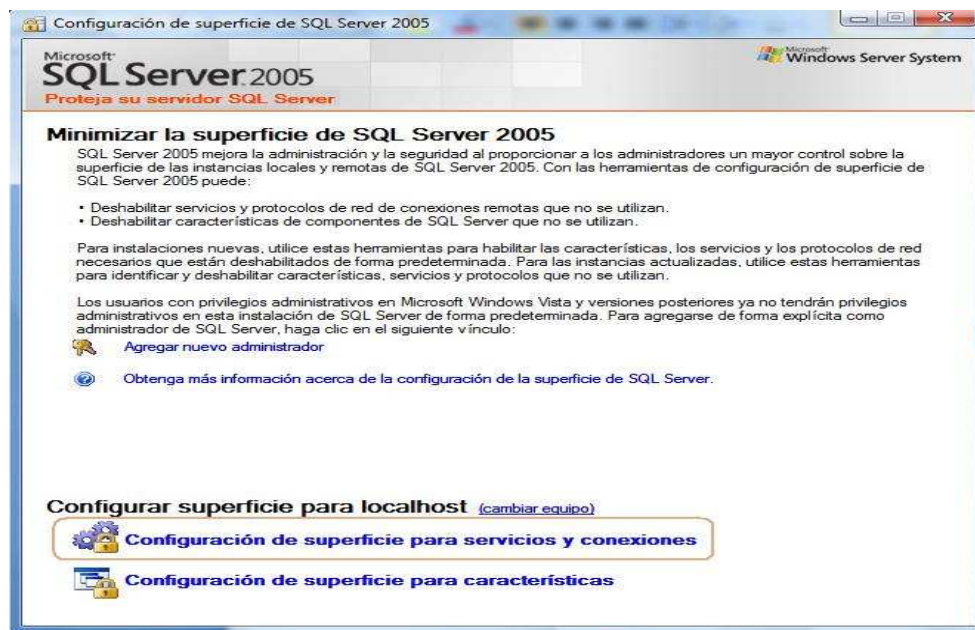 Configuración de superficie de SQL Server 2005
Microsoft
SQL Server 2005
Proteja su servidor SQL Server
Microsoft
Windows Server System
Minimizar la superficie de SQL Server 2005
SQL Server 2005 mejora la administración y la seguridad al proporcionar a los administradores un mayor control sobre la
superficie de las instancias locales y remotas de SQL Server 2005. Con las herramientas de configuración de superficie de
SQL Server 2005 puede:
• Deshabilitar servicios y protocolos de red de conexiones remotas que no se utilizan.
• Deshabilitar características de componentes de SQL Server que no se utilizan.
Para instalaciones nuevas, utilice estas herramientas para habilitar las características, los servicios y los protocolos de red
necesarios que están deshabilitados de forma predeterminada. Para las instancias actualizadas, utilice estas herramientas
para identificar y deshabilitar características, servicios y protocolos que no se utilizan.
Los usuarios con privilegios administrativos en Microsoft Windows Vista y versiones posteriores ya no tendrán privilegios
administrativos en esta instalación de SQL Server de forma predeterminada. Para agregarse de forma explícita como
administrador de SQL Server, haga clic en el siguiente vínculo:
Agregar nuevo administrador
Obtenga más información acerca de la configuración de la superficie de SQL Server.
Configurar superficie para localhost (cambiar equipo)
Configuración de superficie para servicios y conexiones
Configuración de superficie para características